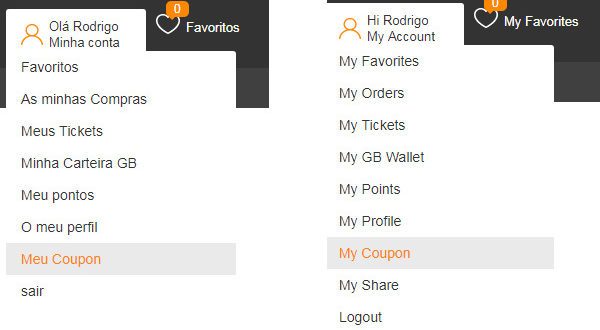 0
Olá Rodrigo
Minha conta
Favoritos
Favoritos
As minhas Compras
Meus Tickets
Minha Carteira GB
Meu pontos
O meu perfil
Meu Coupon
sair
0
Hi Rodrigo
My Account
My Favorites
My Favorites
My Orders
My Tickets
My GB Wallet
My Points
My Profile
My Coupon
My Share
Logout